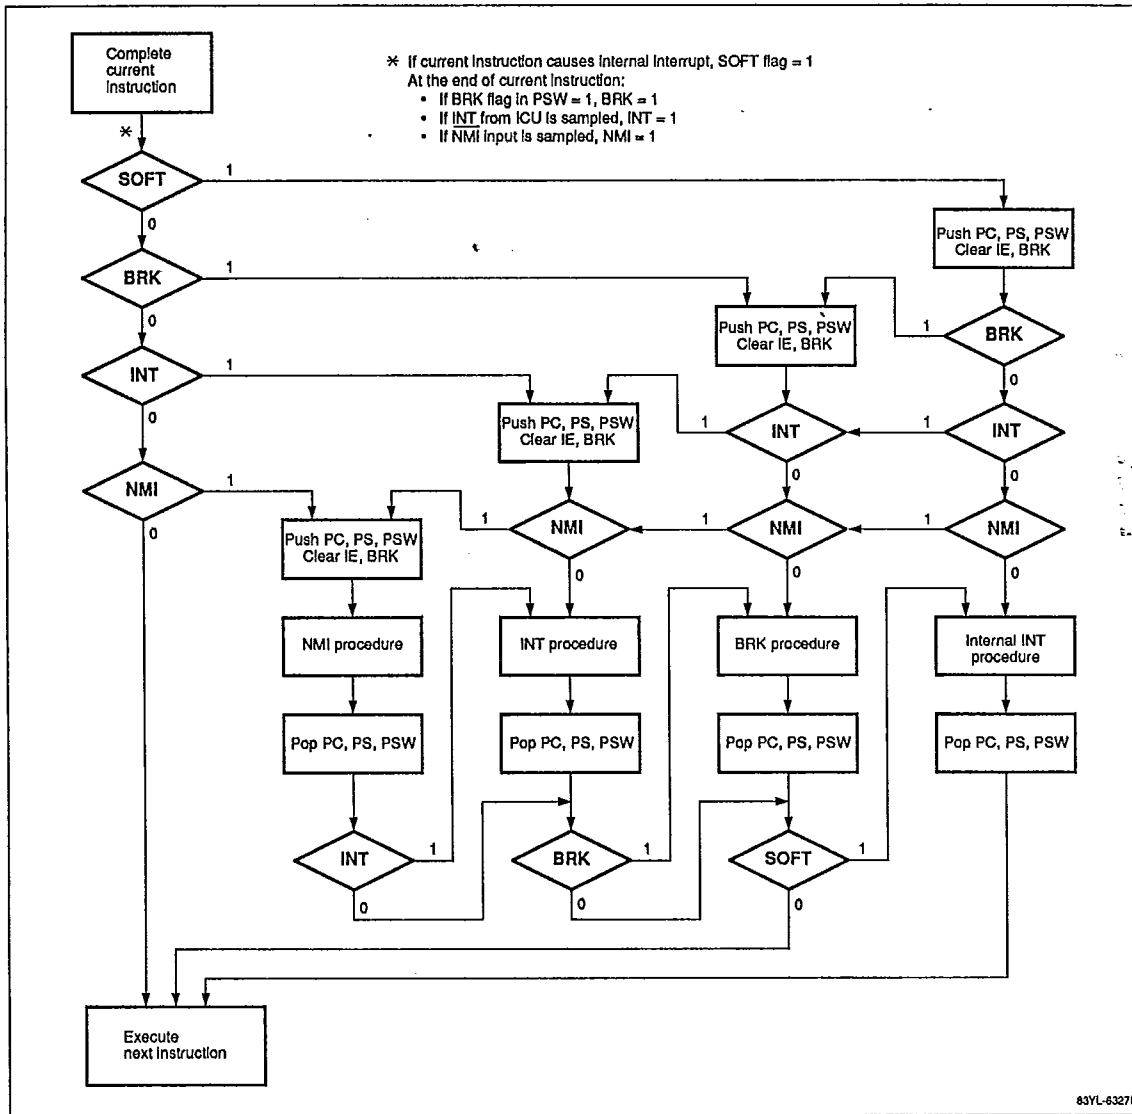 Complete
current
Instruction
* If current Instruction causes Internal Interrupt, SOFT flag = 1
At the end of current Instruction:
• If BRK flag in PSW = 1, BRK = 1
• If INT from ICU is sampled, INT = 1
• If NMI input is sampled, NMI = 1
*
SOFT
1
0
Push PC, PS, PSW
Clear IE, BRK
BRK
1
0
Push PC, PS, PSW
Clear IE, BRK
1
BRK
0
INT
1
0
Push PC, PS, PSW
Clear IE, BRK
1
INT
0
1
INT
0
NMI
1
0
Push PC, PS, PSW
Clear IE, BRK
1
NMI
0
1
NMI
0
1
NMI
0
NMI procedure
INT procedure
BRK procedure
Internal INT
procedure
Pop PC, PS, PSW
Pop PC, PS, PSW
Pop PC, PS, PSW
Pop PC, PS, PSW
INT
1
0
BRK
1
0
SOFT
1
0
Execute
next Instruction
83YL-6327